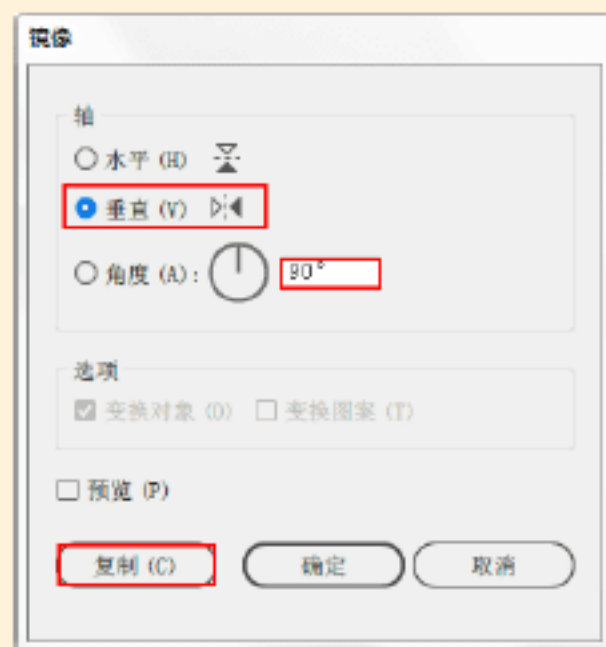 镜像
轴
水平 (H)
垂直 (V)
角度 (A):
90°
选项
变换对象 (O)
变换图案 (T)
预览 (P)
复制 (C)
确定
取消